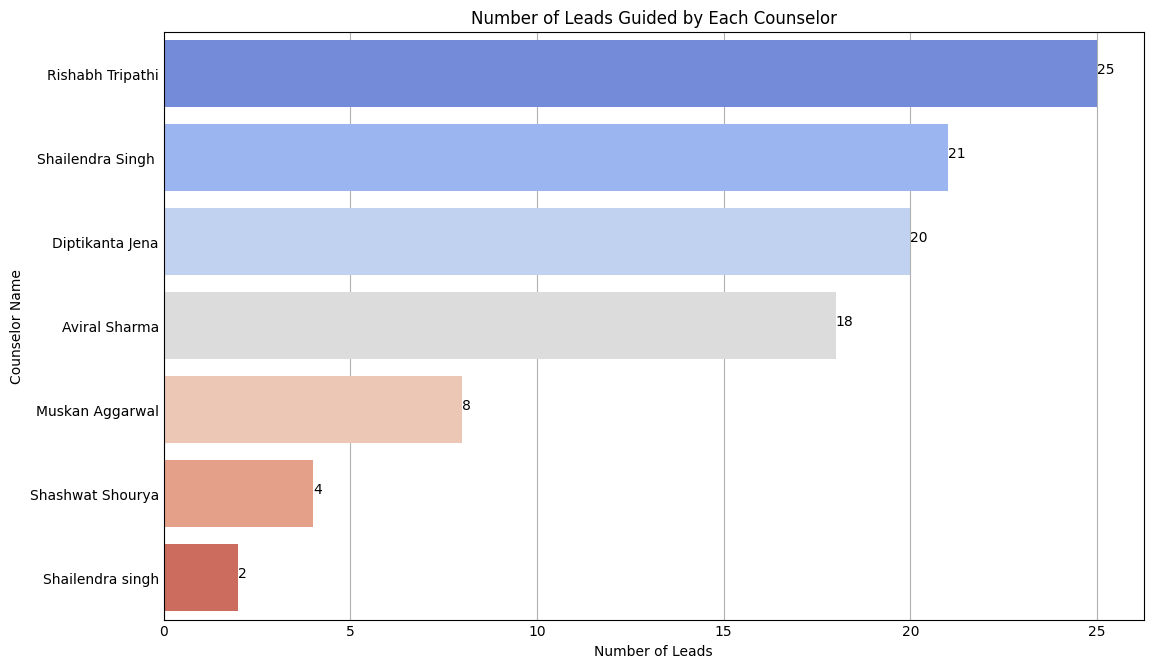 Number of Leads Guided by Each Counselor
Rishabh Tripathi
25
Shailendra Singh
21
Diptikanta Jena
20
Aviral Sharma
18
Muskan Aggarwal
8
Shashwat Shourya
4
Shailendra singh
2
Counselor Name
0 5 10 15 20 25
Number of Leads